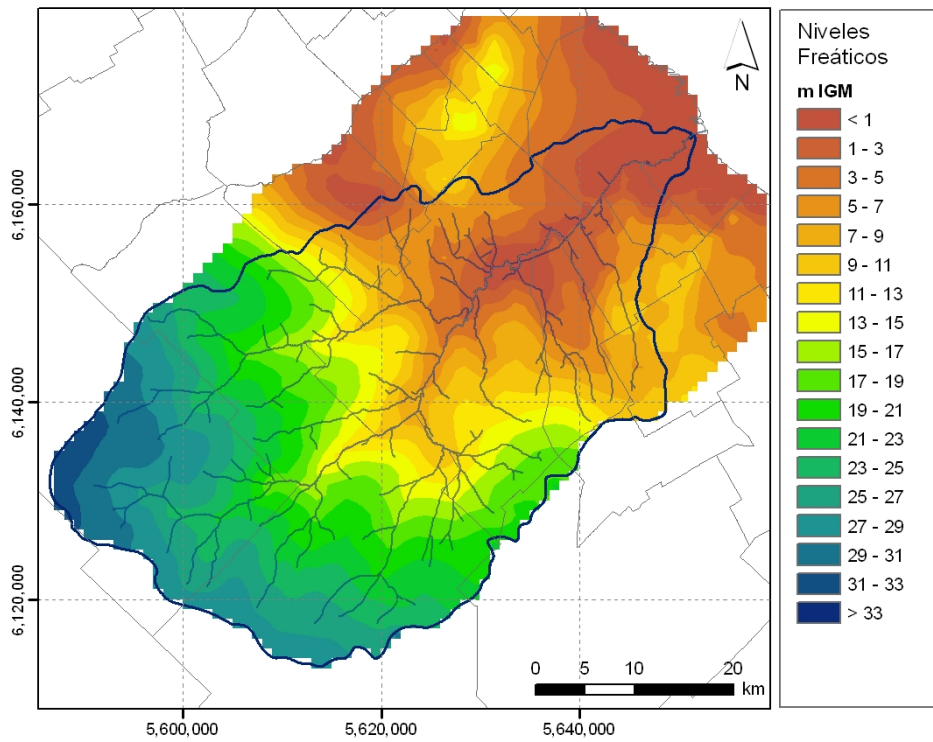 N
6,160,000
6,140,000
6,120,000
5,600,000
5,620,000
5,640,000
0 5 10 20
km
Niveles
Freáticos
m IGM
< 1
1 - 3
3 - 5
5 - 7
7 - 9
9 - 11
11 - 13
13 - 15
15 - 17
17 - 19
19 - 21
21 - 23
23 - 25
25 - 27
27 - 29
29 - 31
31 - 33
> 33